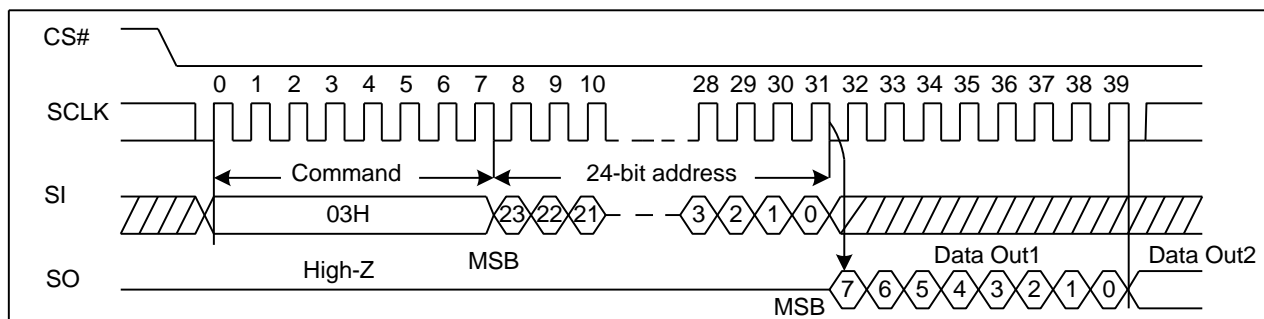 CS#
0 1 2 3 4 5 6 7 8 9 10 28 29 30 31 32 33 34 35 36 37 38 39
SCLK
Command 24-bit address
SI
03H 23 22 21 3 2 1 0
High-Z MSB Data Out1 Data Out2
SO
MSB 7 6 5 4 3 2 1 0